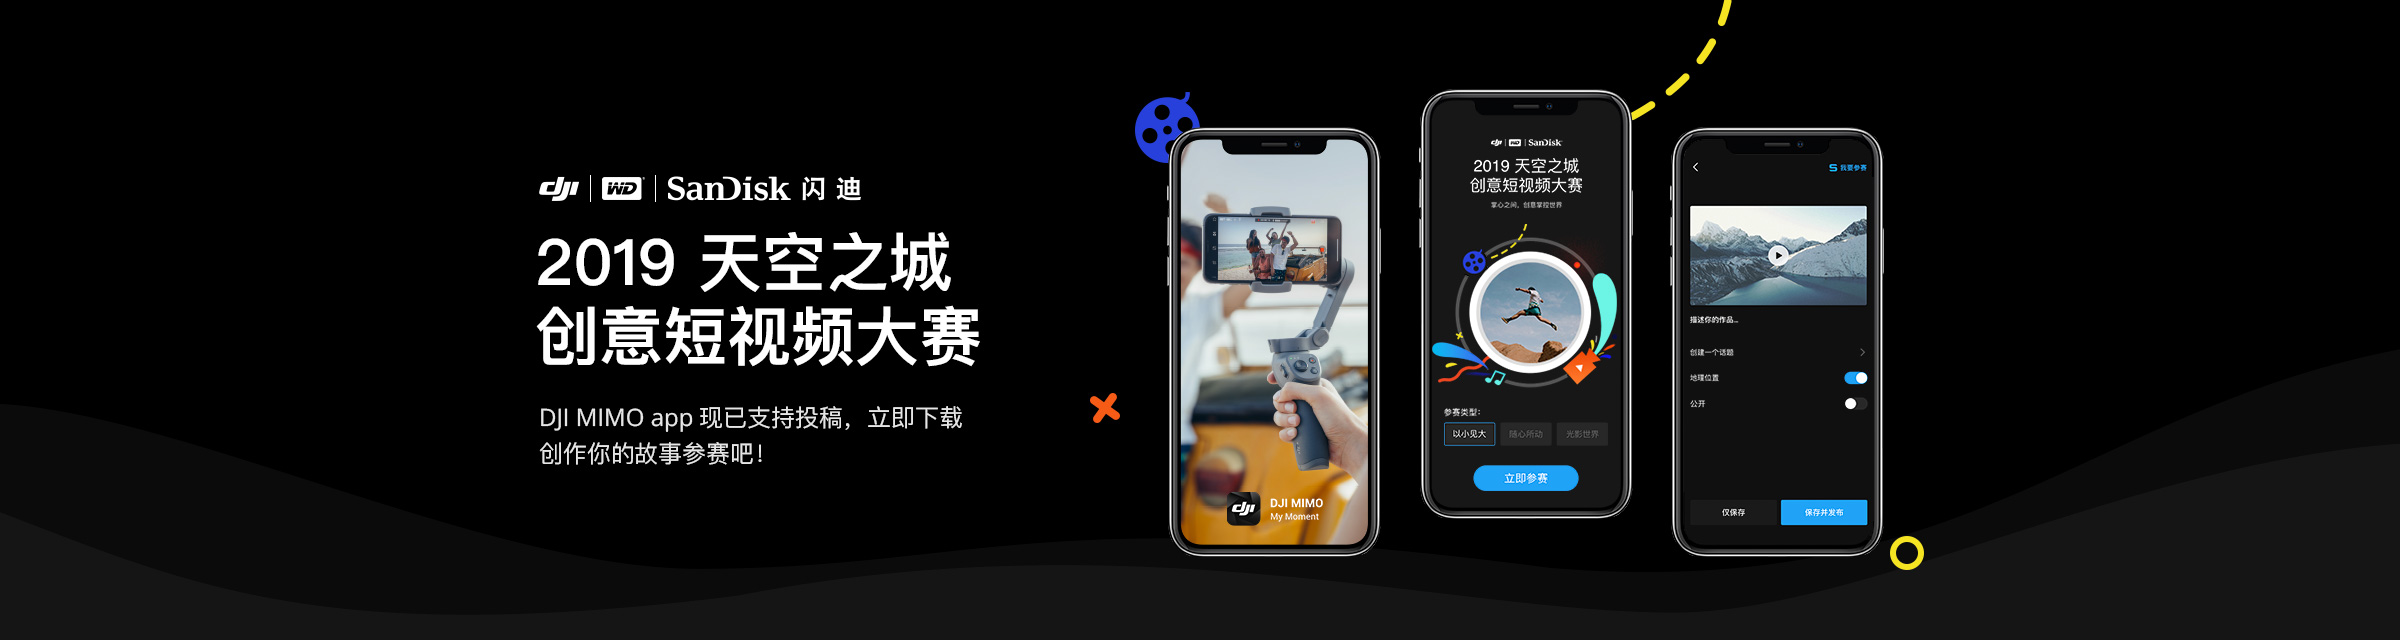 dji WD SanDisk 闪迪
2019 天空之城
创意短视频大赛
DJI MIMO app 现已支持投稿，立即下载
创作你的故事参赛吧！
dji
DJI MIMO
My Moment
dji WD SanDisk
2019 天空之城
创意短视频大赛
掌心之间，创意掌控世界
参赛类型：
以小见大 随心所动 光影世界
立即参赛
我要参赛
描述你的作品...
创建一个话题
地理位置
公开
仅保存 保存并发布